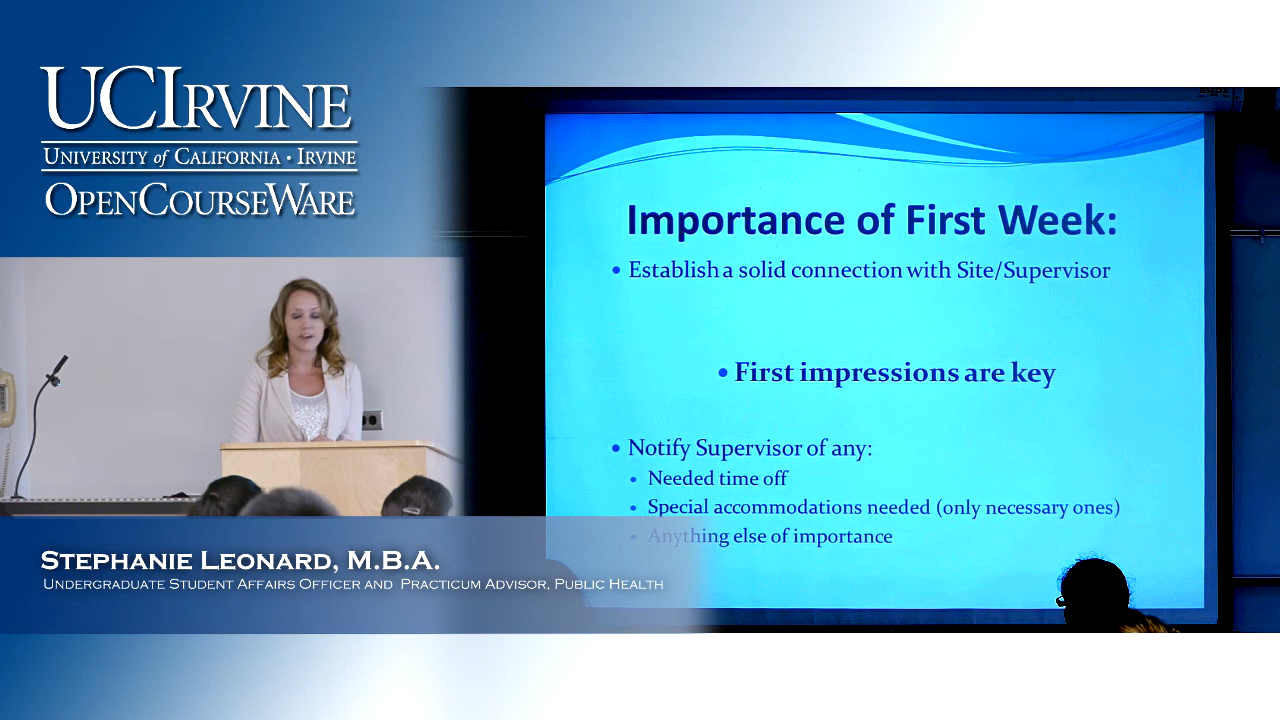 UCIRVINE
UNIVERSITY of CALIFORNIA · IRVINE
OPENCOURSEWARE
Importance of First Week:
• Establish a solid connection with Site/Supervisor
• First impressions are key
• Notify Supervisor of any:
• Needed time off
• Special accommodations needed (only necessary ones)
• Anything else of importance
STEPHANIE LEONARD, M.B.A.
UNDERGRADUATE STUDENT AFFAIRS OFFICER AND PRACTICUM ADVISOR, PUBLIC HEALTH